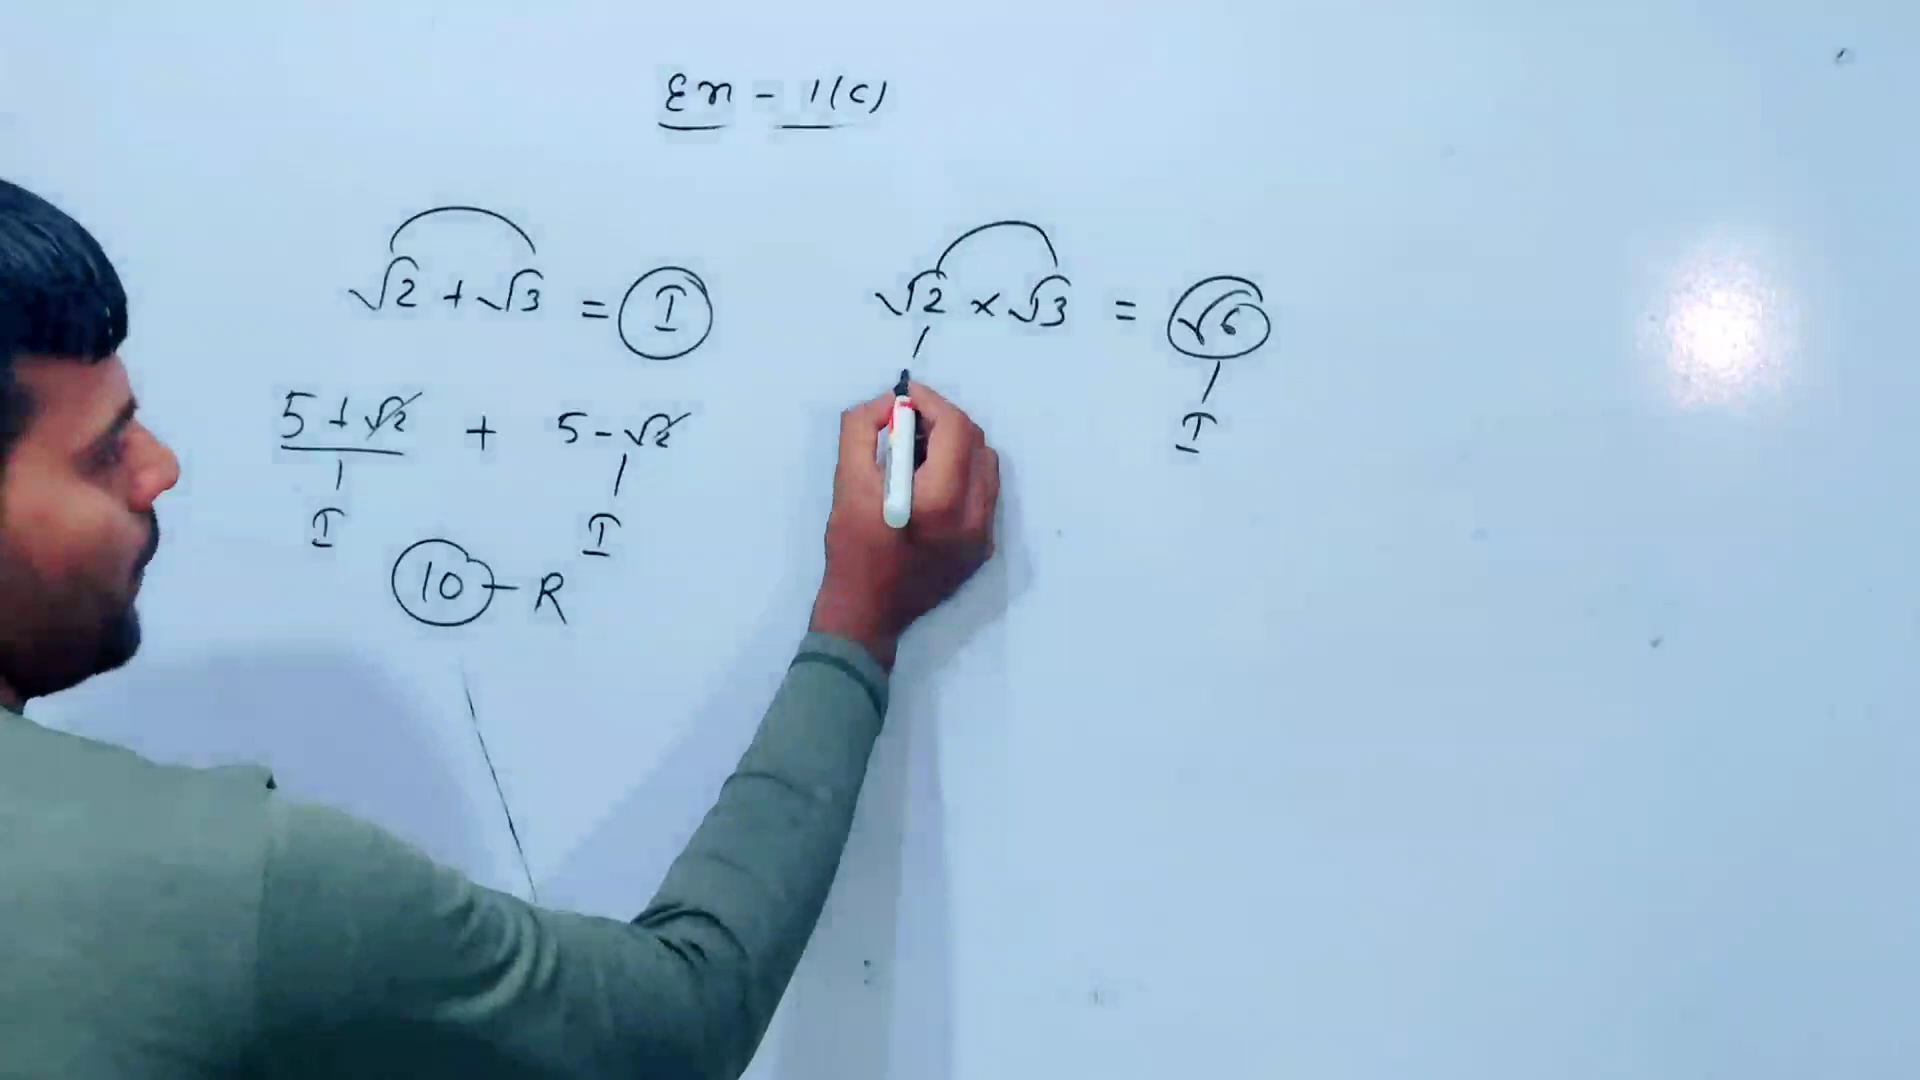 Ex - 1(C)
√2 + √3 = I
5 + √2 + 5 - √2
I I
10 - R
√2 × √3 = √6
I